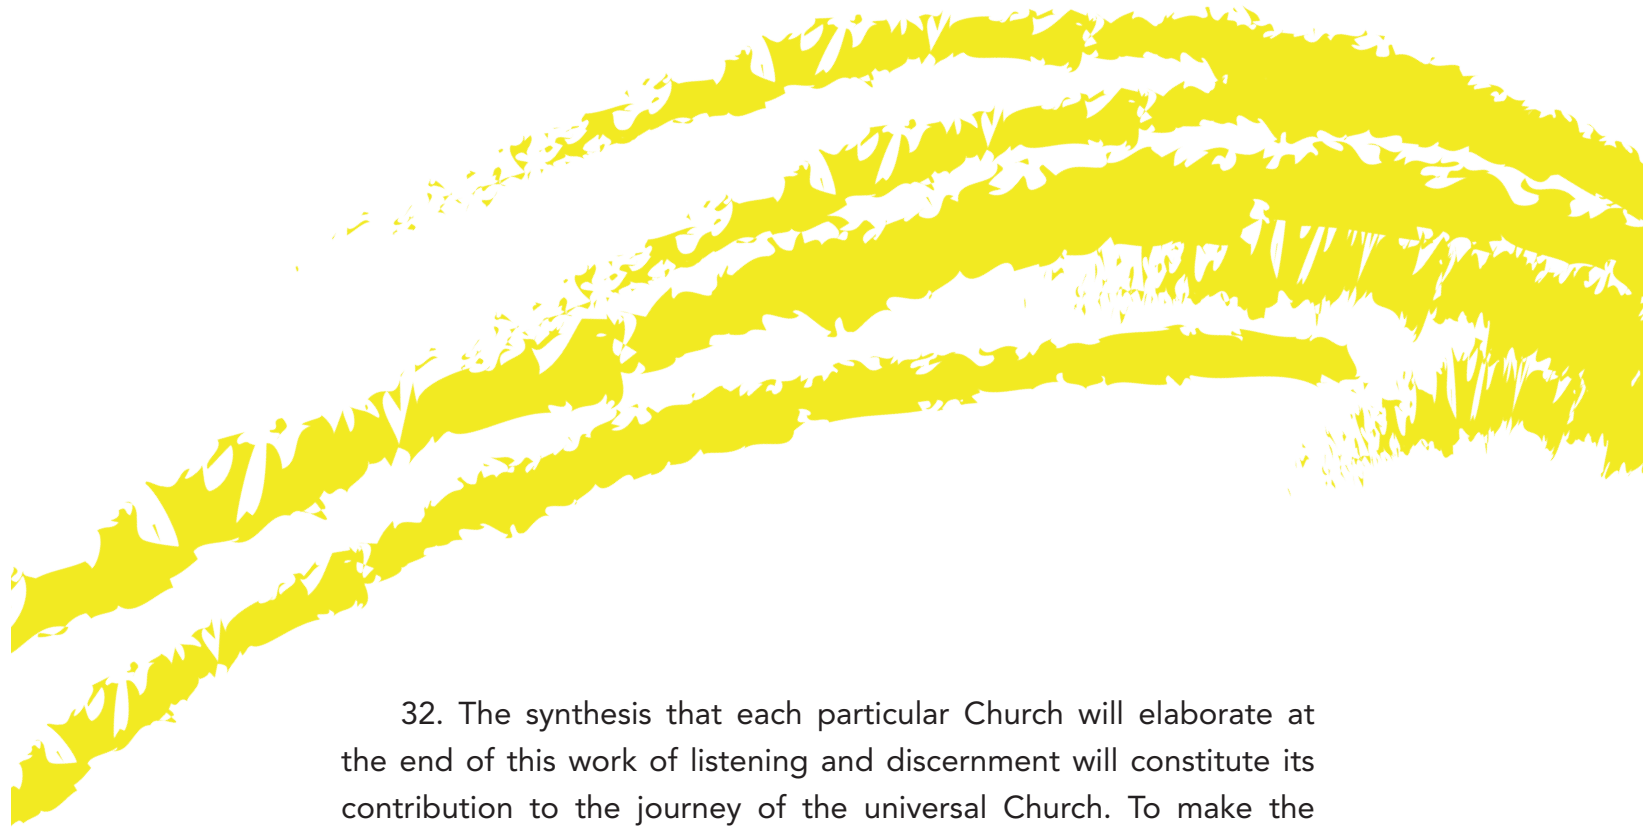 32. The synthesis that each particular Church will elaborate at
the end of this work of listening and discernment will constitute its
contribution to the journey of the universal Church. To make the